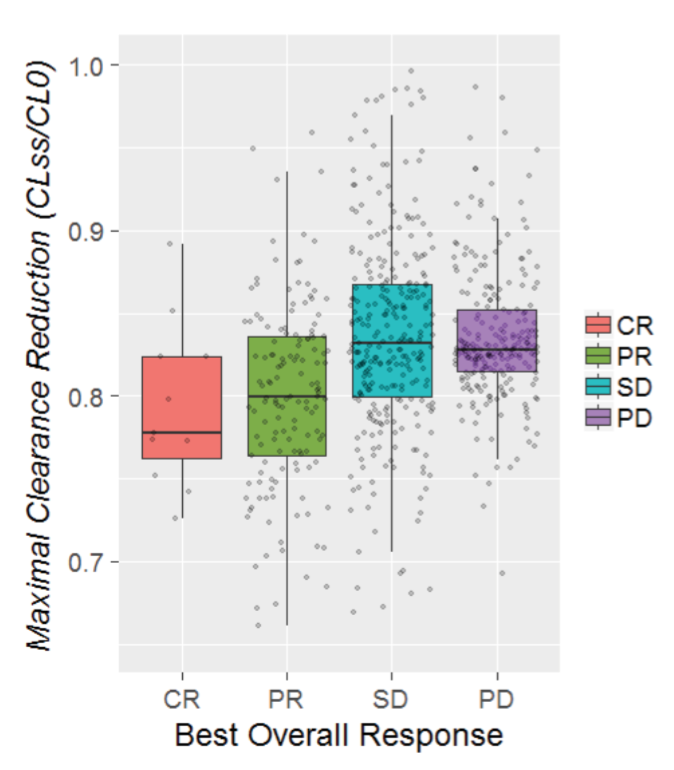 Maximal Clearance Reduction (CLss/CL0)
1.0
0.9
0.8
0.7
CR
PR
SD
PD
CR PR SD PD
Best Overall Response